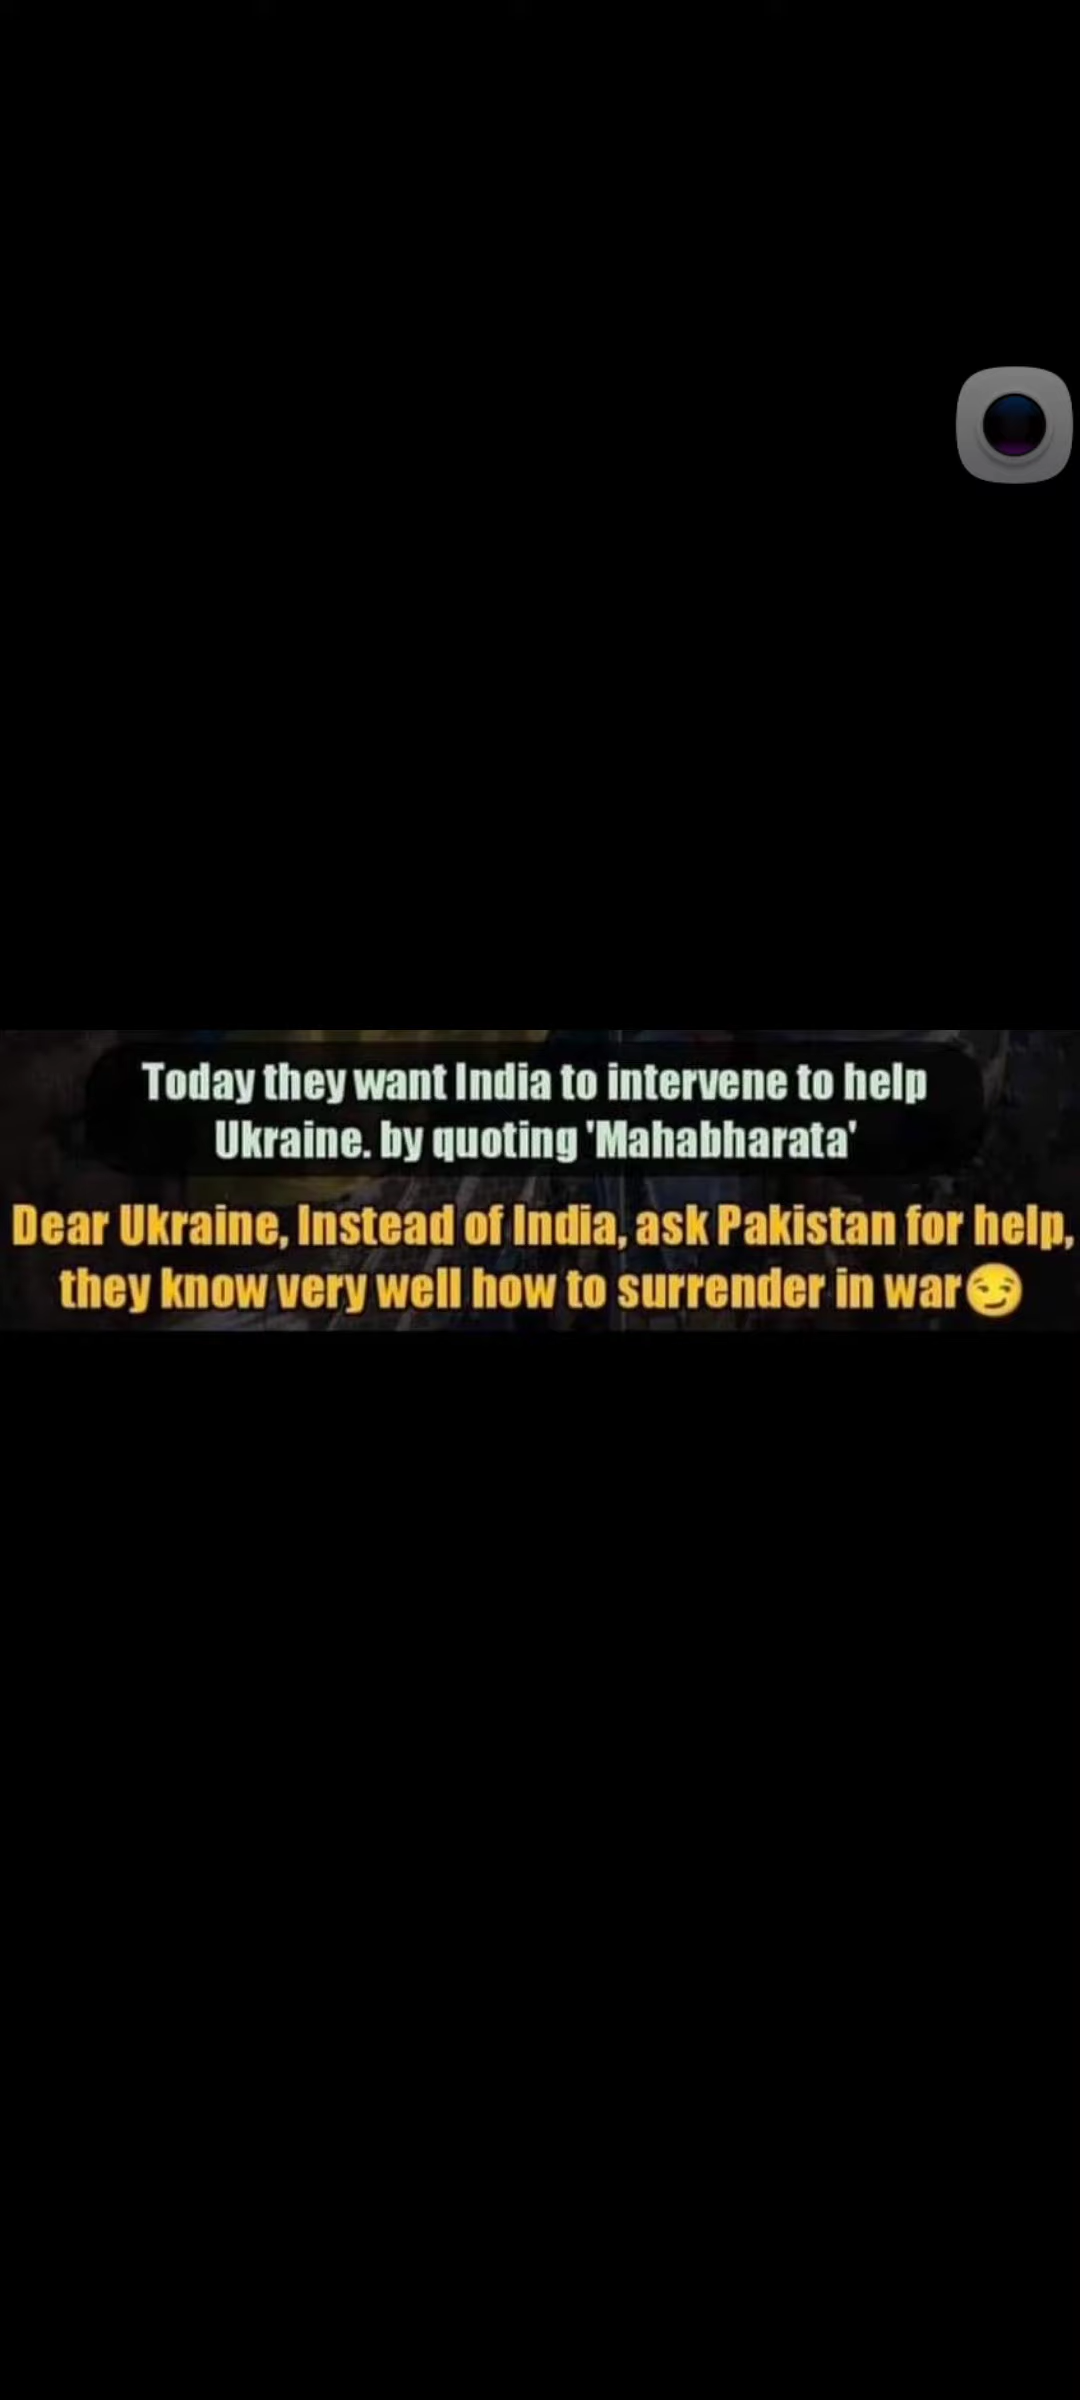 Today they want India to intervene to help
Ukraine. by quoting 'Mahabharata'
Dear Ukraine, Instead of India, ask Pakistan for help,
they know very well how to surrender in war😏